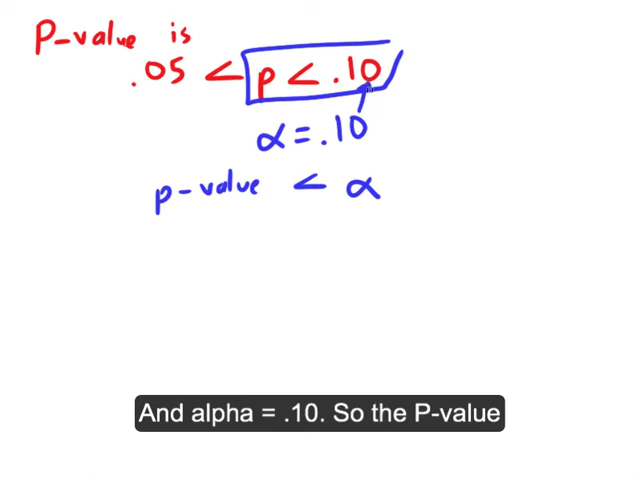 P-value is
.05 < p < .10
α = .10
p-value < α
And alpha = .10. So the P-value